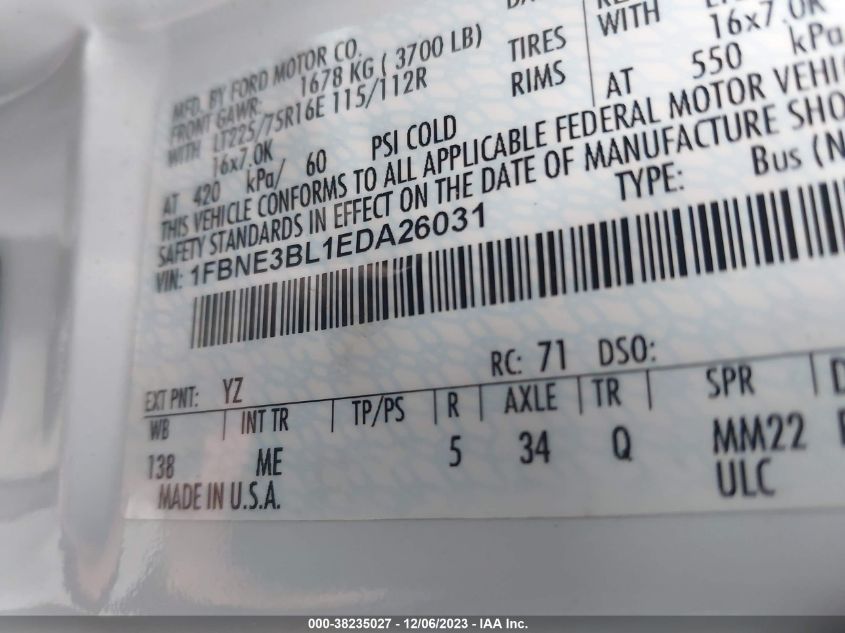 MFD. BY FORD MOTOR CO.
FRONT GAWR: 1678 KG ( 3700 LB)
WITH LT225/75R16E 115/112R TIRES WITH
16x7.0K RIMS 16x7.0K
AT 420 kPa/ 60 PSI COLD AT 550 kPa
THIS VEHICLE CONFORMS TO ALL APPLICABLE FEDERAL MOTOR VEHI
SAFETY STANDARDS IN EFFECT ON THE DATE OF MANUFACTURE SHO
VIN: 1FBNE3BL1EDA26031 TYPE: Bus (N
RC: 71 DSO:
EXT PNT: YZ
WB INT TR TP/PS R AXLE TR SPR
138 ME 5 34 Q MM22
ULC
MADE IN U.S.A.
000-38235027 - 12/06/2023 - IAA Inc.